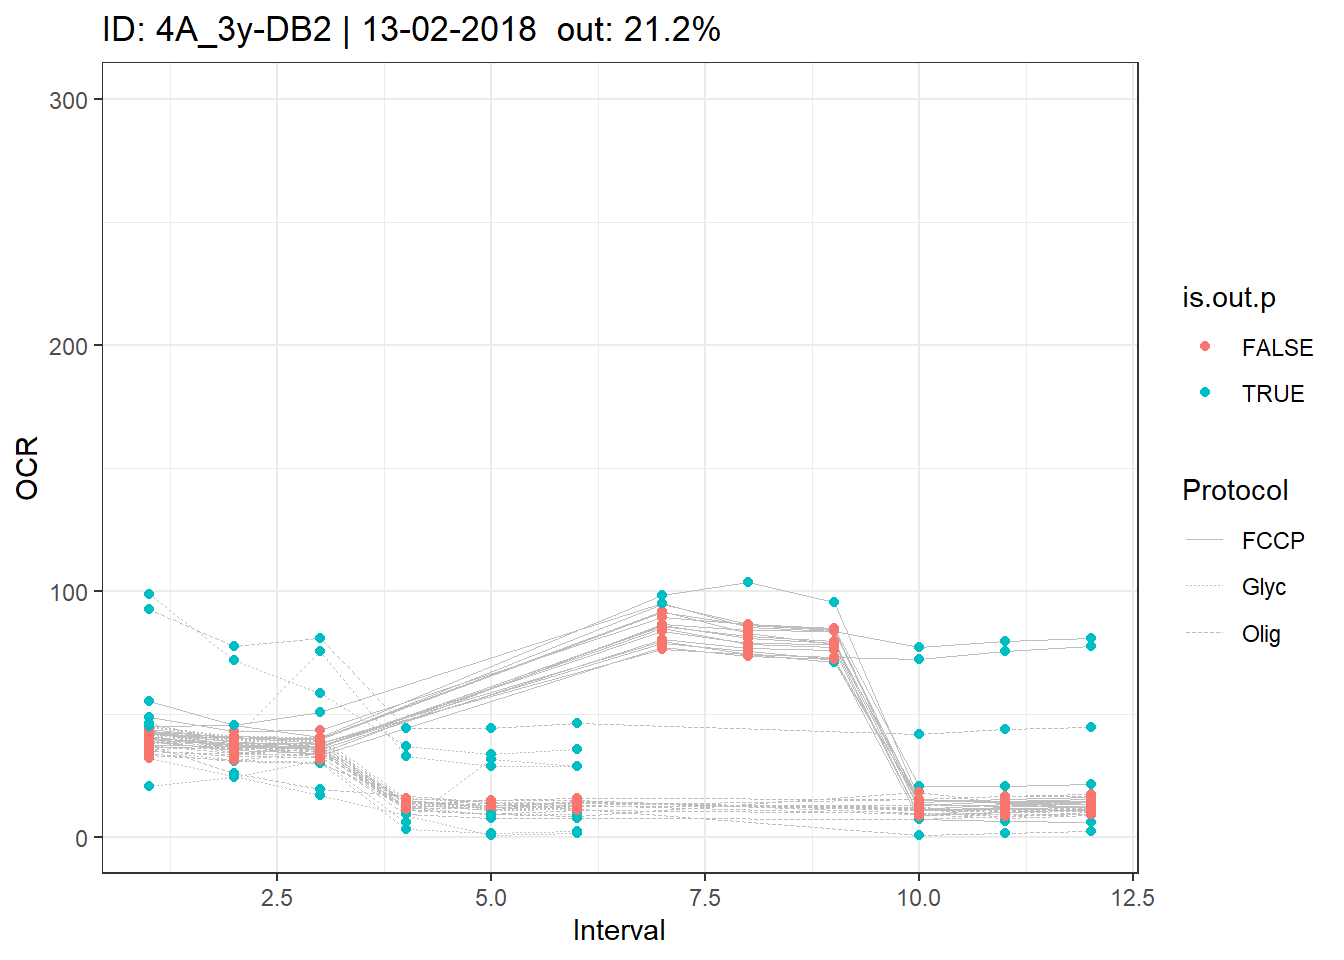 ID: 4A_3y-DB2 | 13-02-2018  out: 21.2%
300
200
100
0
OCR
2.5
5.0
7.5
10.0
12.5
Interval
is.out.p
FALSE
TRUE
Protocol
FCCP
Glyc
Olig